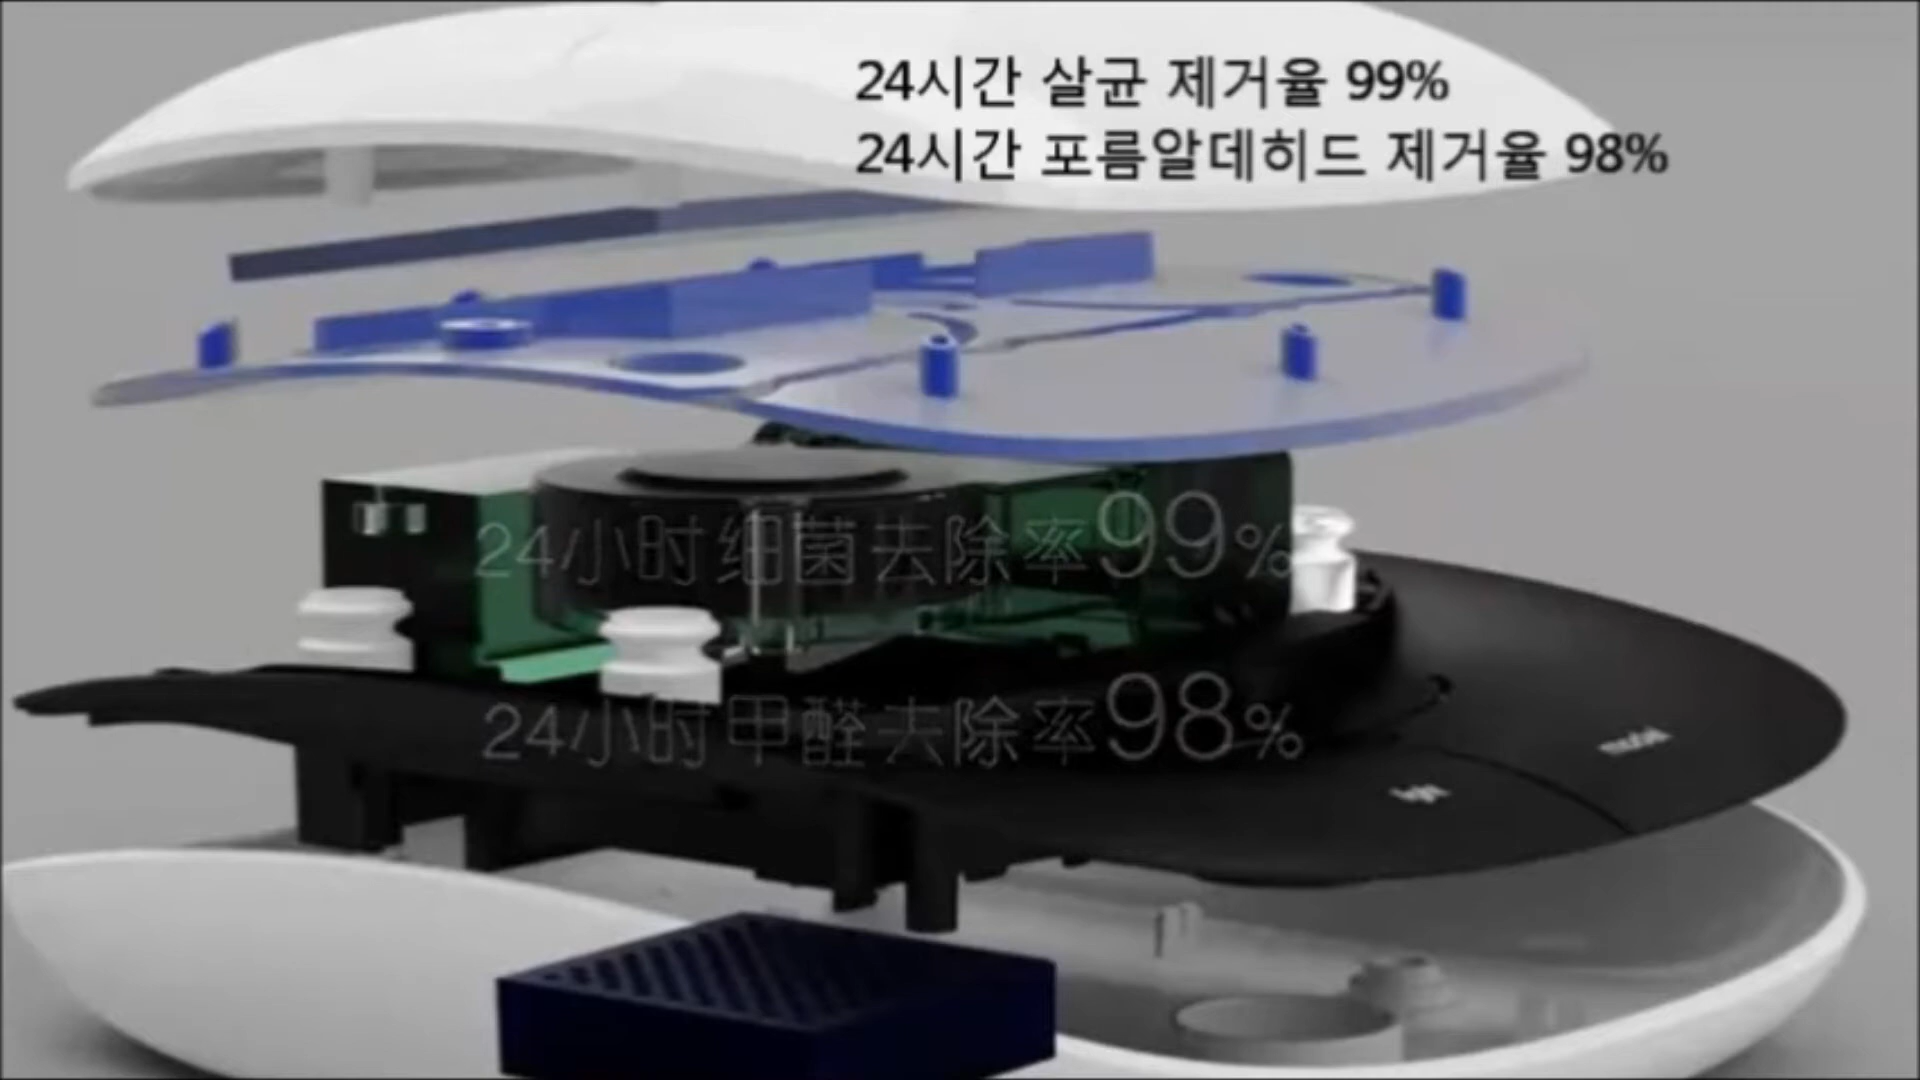 24시간 살균 제거율 99%
24시간 포름알데히드 제거율 98%
24小时细菌去除率99%
24小时甲醛去除率98%
model
light